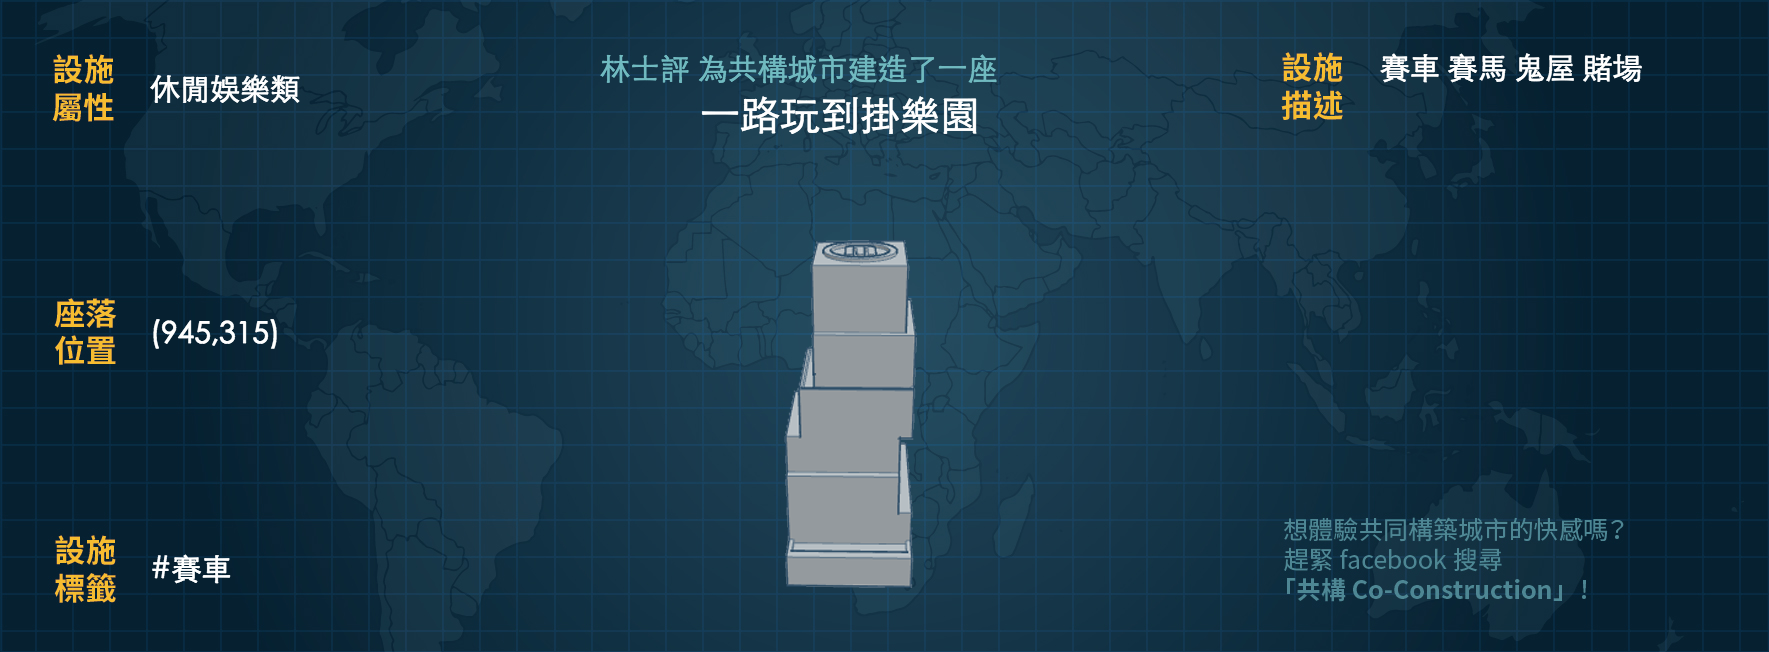 設施
屬性
休閒娛樂類
林士評 為共構城市建造了一座
一路玩到掛樂園
設施
描述
賽車 賽馬 鬼屋 賭場
座落
位置
(945,315)
設施
標籤
#賽車
想體驗共同構築城市的快感嗎?
趕緊 facebook 搜尋
「共構 Co-Construction」!